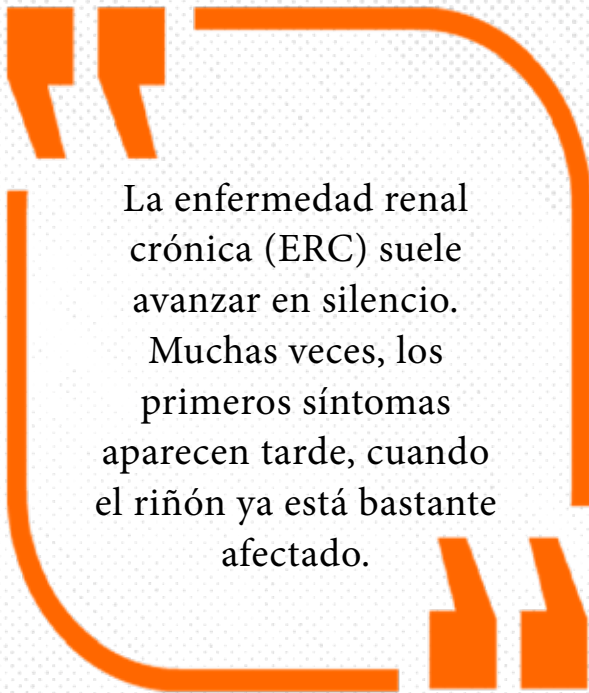 La enfermedad renal
crónica (ERC) suele
avanzar en silencio.
Muchas veces, los
primeros síntomas
aparecen tarde, cuando
el riñón ya está bastante
afectado.